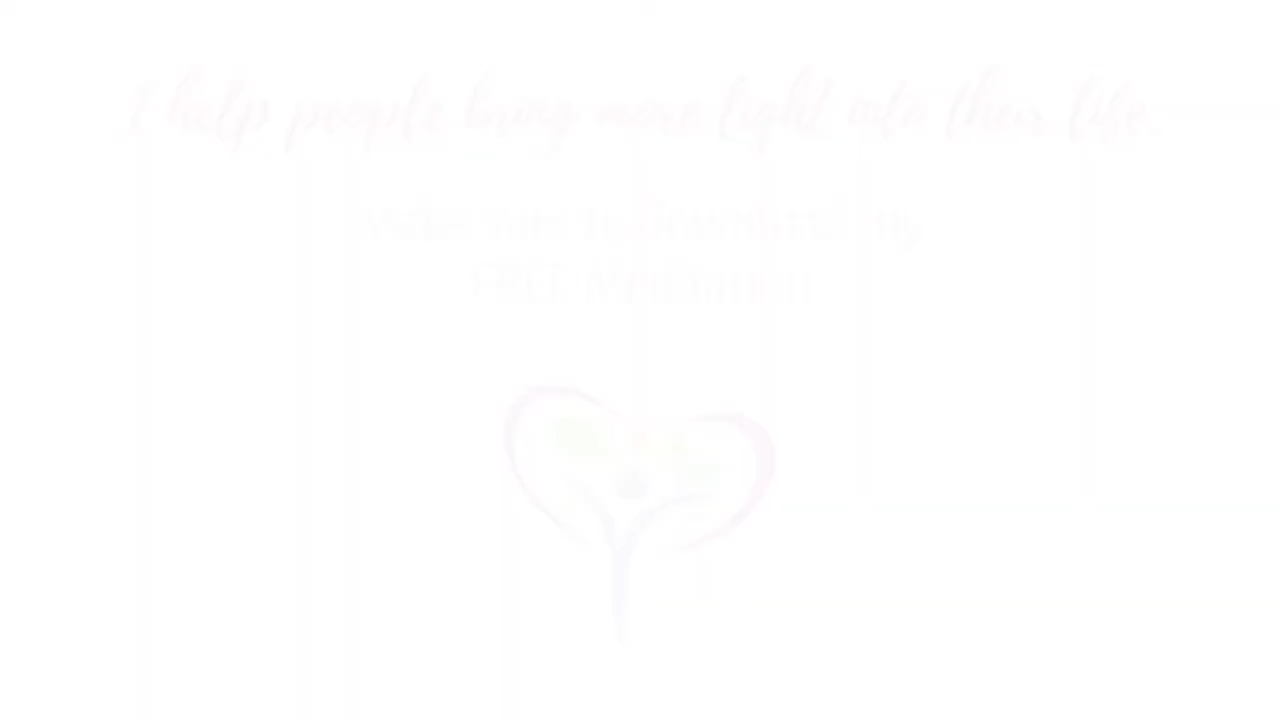 I help people bring more light into their life.
Make sure to Download my
FREE Meditation